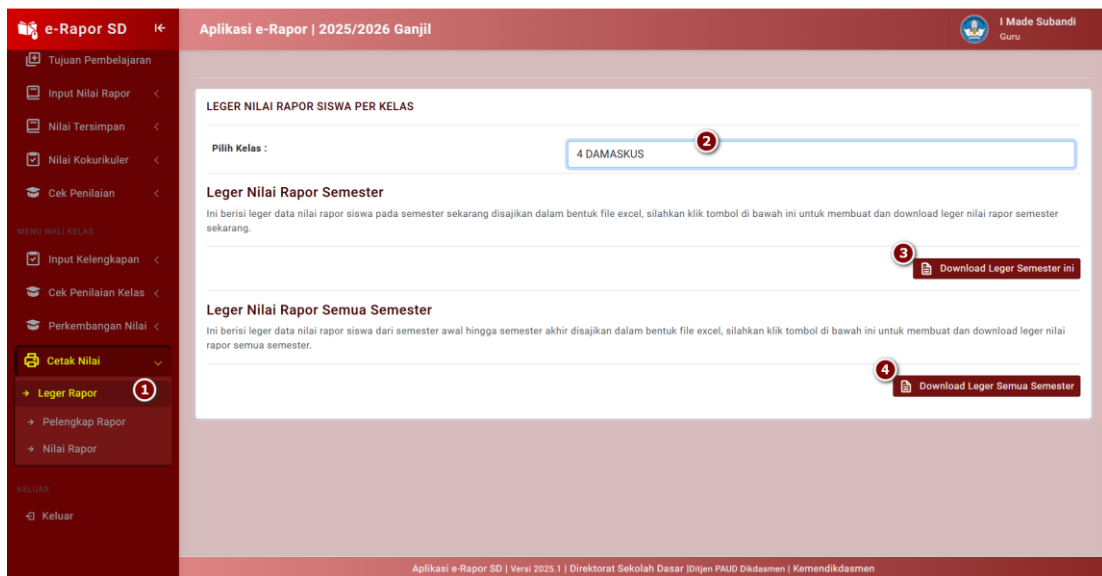 e-Rapor SD
Aplikasi e-Rapor | 2025/2026 Ganjil
I Made Subandi
Guru
Tujuan Pembelajaran
Input Nilai Rapor
Nilai Tersimpan
Nilai Kokurikuler
Cek Penilaian
MENU WALI KELAS
Input Kelengkapan
Cek Penilaian Kelas
Perkembangan Nilai
Cetak Nilai
Leger Rapor
1
Pelengkap Rapor
Nilai Rapor
KELUAR
Keluar
LEGER NILAI RAPOR SISWA PER KELAS
Pilih Kelas :
2
4 DAMASKUS
Leger Nilai Rapor Semester
Ini berisi leger data nilai rapor siswa pada semester sekarang disajikan dalam bentuk file excel, silahkan klik tombol di bawah ini untuk membuat dan download leger nilai rapor semester
sekarang.
3
Download Leger Semester ini
Leger Nilai Rapor Semua Semester
Ini berisi leger data nilai rapor siswa dari semester awal hingga semester akhir disajikan dalam bentuk file excel, silahkan klik tombol di bawah ini untuk membuat dan download leger nilai
rapor semua semester.
4
Download Leger Semua Semester
Aplikasi e-Rapor SD | Versi 2025.1 | Direktorat Sekolah Dasar |Ditjen PAUD Dikdasmen | Kemendikdasmen